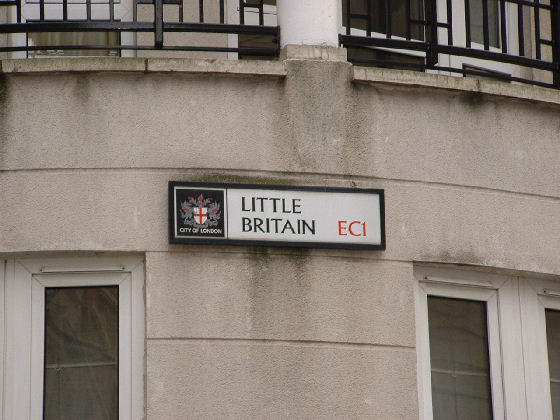 CITY OF LONDON
LITTLE
BRITAIN EC1